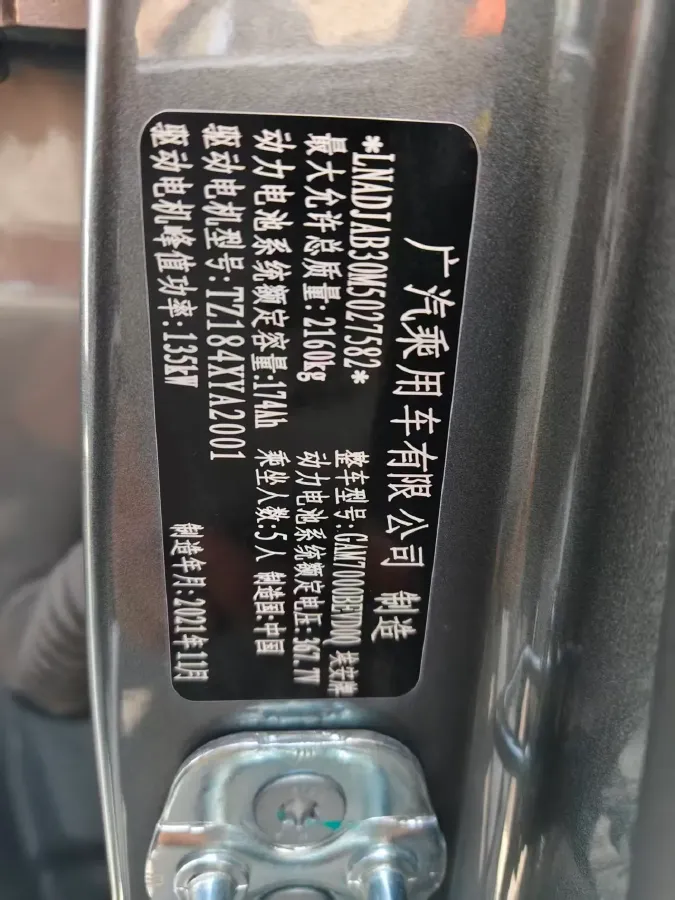 广汽乘用车有限公司 制造
*LNADJAB30M5027582* 整车型号:GAM7000BEVD0Q 埃安牌
最大允许总质量:2160kg 动力电池系统额定电压:367.7V
动力电池系统额定容量:174Ah 乘坐人数:5人 制造国:中国
驱动电机型号:TZ184XYA2001
驱动电机峰值功率:135kW 制造年月:2021年11月